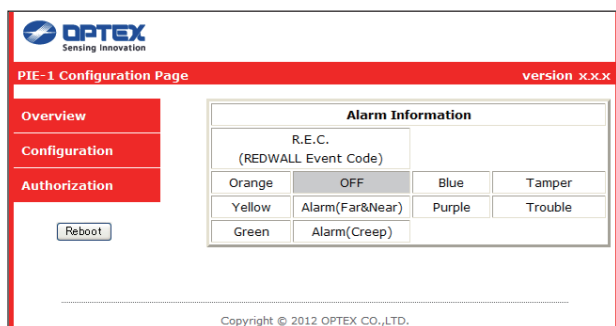 OPTEX
Sensing Innovation
PIE-1 Configuration Page version x.x.x
Overview
Configuration
Authorization
Reboot
Alarm Information
R.E.C.
(REDWALL Event Code)
Orange OFF Blue Tamper
Yellow Alarm(Far&Near) Purple Trouble
Green Alarm(Creep)
Copyright © 2012 OPTEX CO.,LTD.